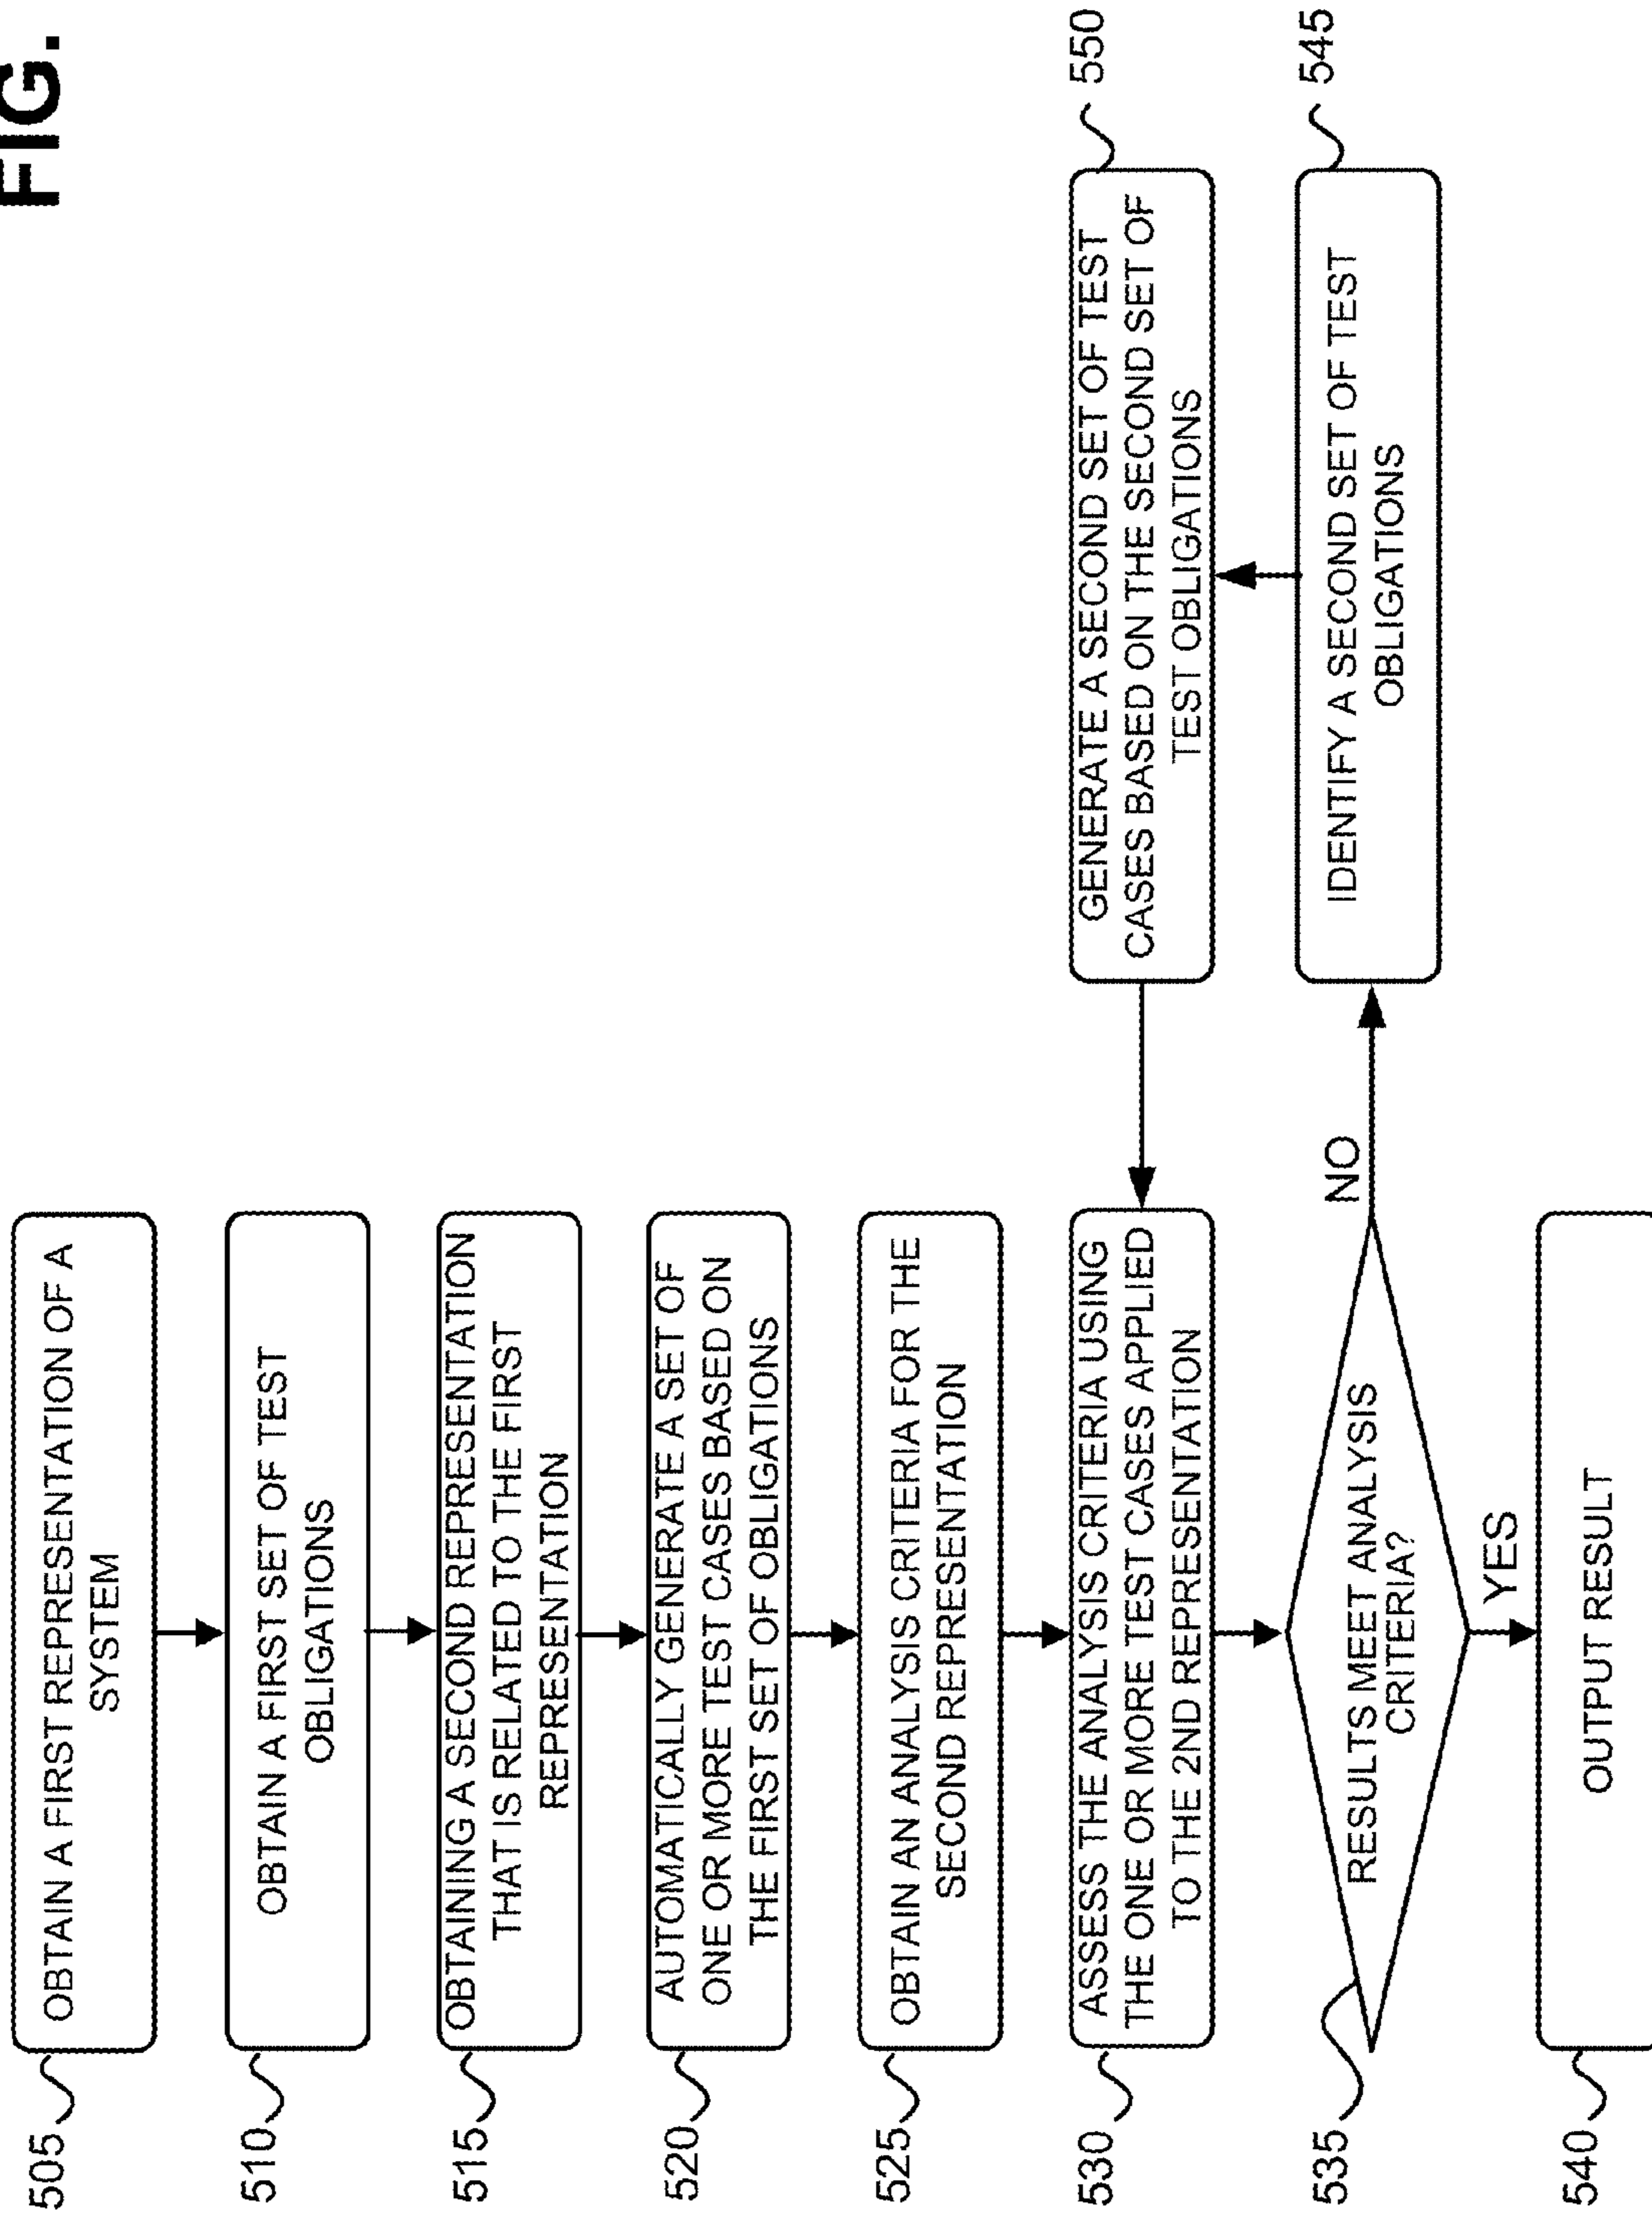 FIG.
505
OBTAIN A FIRST REPRESENTATION OF A
SYSTEM
510
OBTAIN A FIRST SET OF TEST
OBLIGATIONS
515
OBTAINING A SECOND REPRESENTATION
THAT IS RELATED TO THE FIRST
REPRESENTATION
520
AUTOMATICALLY GENERATE A SET OF
ONE OR MORE TEST CASES BASED ON
THE FIRST SET OF OBLIGATIONS
525
OBTAIN AN ANALYSIS CRITERIA FOR THE
SECOND REPRESENTATION
530
ASSESS THE ANALYSIS CRITERIA USING
THE ONE OR MORE TEST CASES APPLIED
TO THE 2ND REPRESENTATION
550
GENERATE A SECOND SET OF TEST
CASES BASED ON THE SECOND SET OF
TEST OBLIGATIONS
535
RESULTS MEET ANALYSIS
CRITERIA?
NO
545
IDENTIFY A SECOND SET OF TEST
OBLIGATIONS
YES
540
OUTPUT RESULT